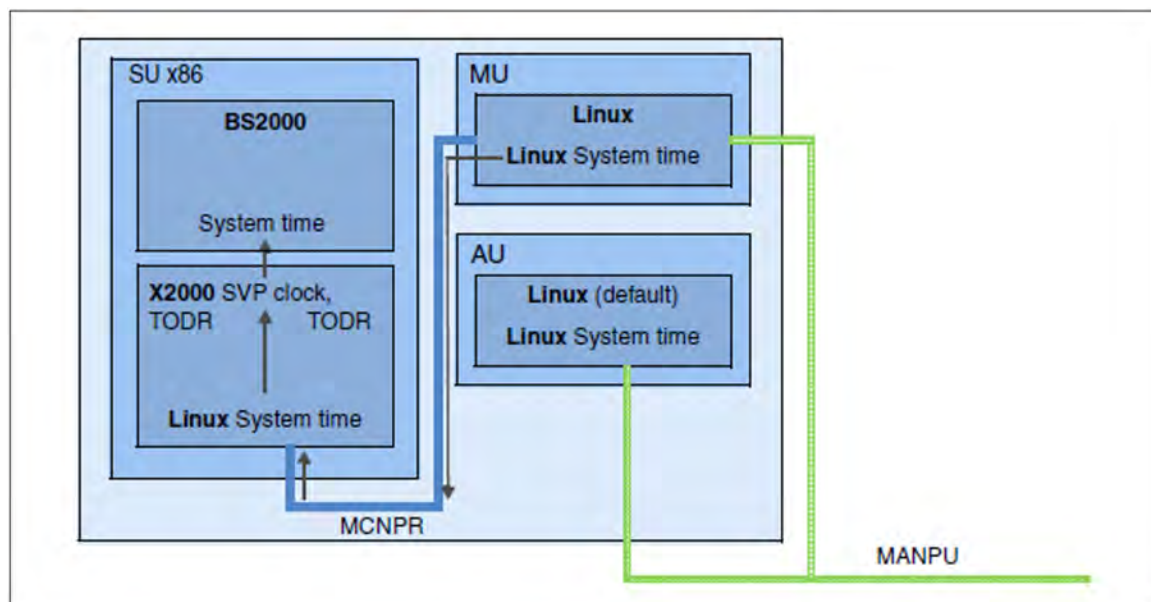 SU x86
BS2000
System time
X2000 SVP clock,
TODR TODR
Linux System time
MU
Linux
Linux System time
AU
Linux (default)
Linux System time
MCNPR
MANPU